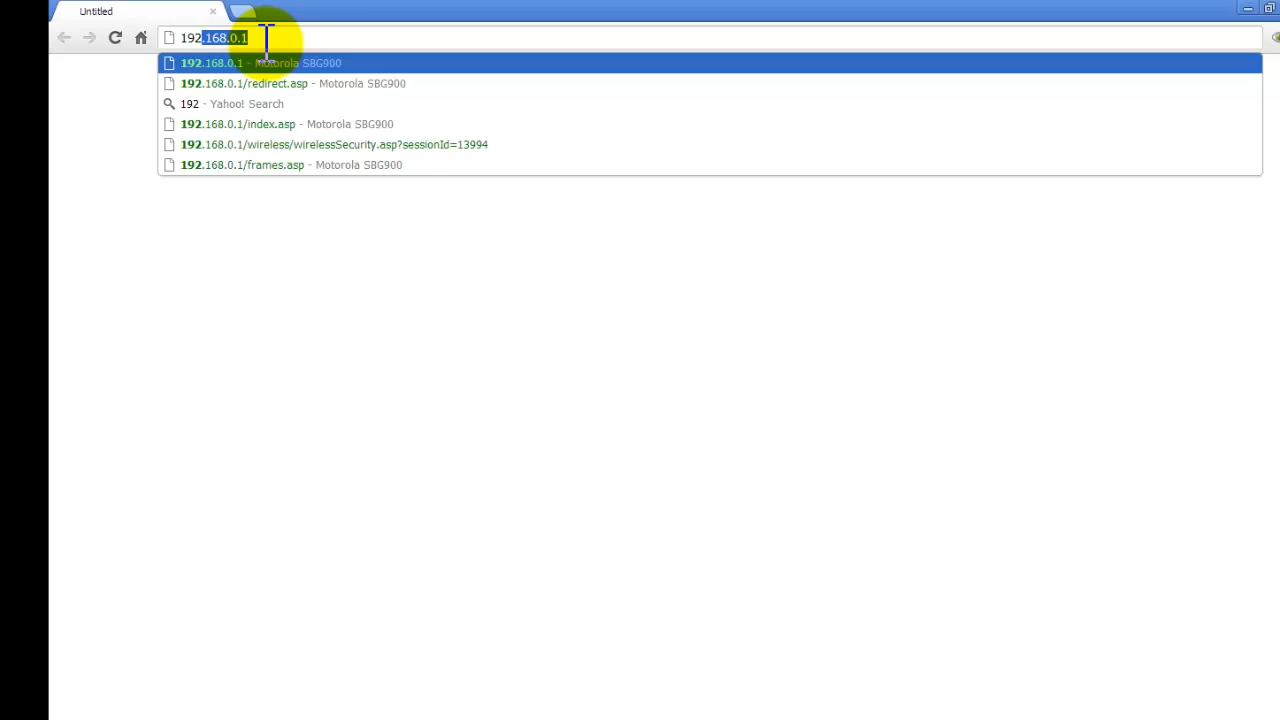 Untitled
192.168.0.1
192.168.0.1 - Motorola SBG900
192.168.0.1/redirect.asp - Motorola SBG900
192 - Yahoo! Search
192.168.0.1/index.asp - Motorola SBG900
192.168.0.1/wireless/wirelessSecurity.asp?sessionId=13994
192.168.0.1/frames.asp - Motorola SBG900